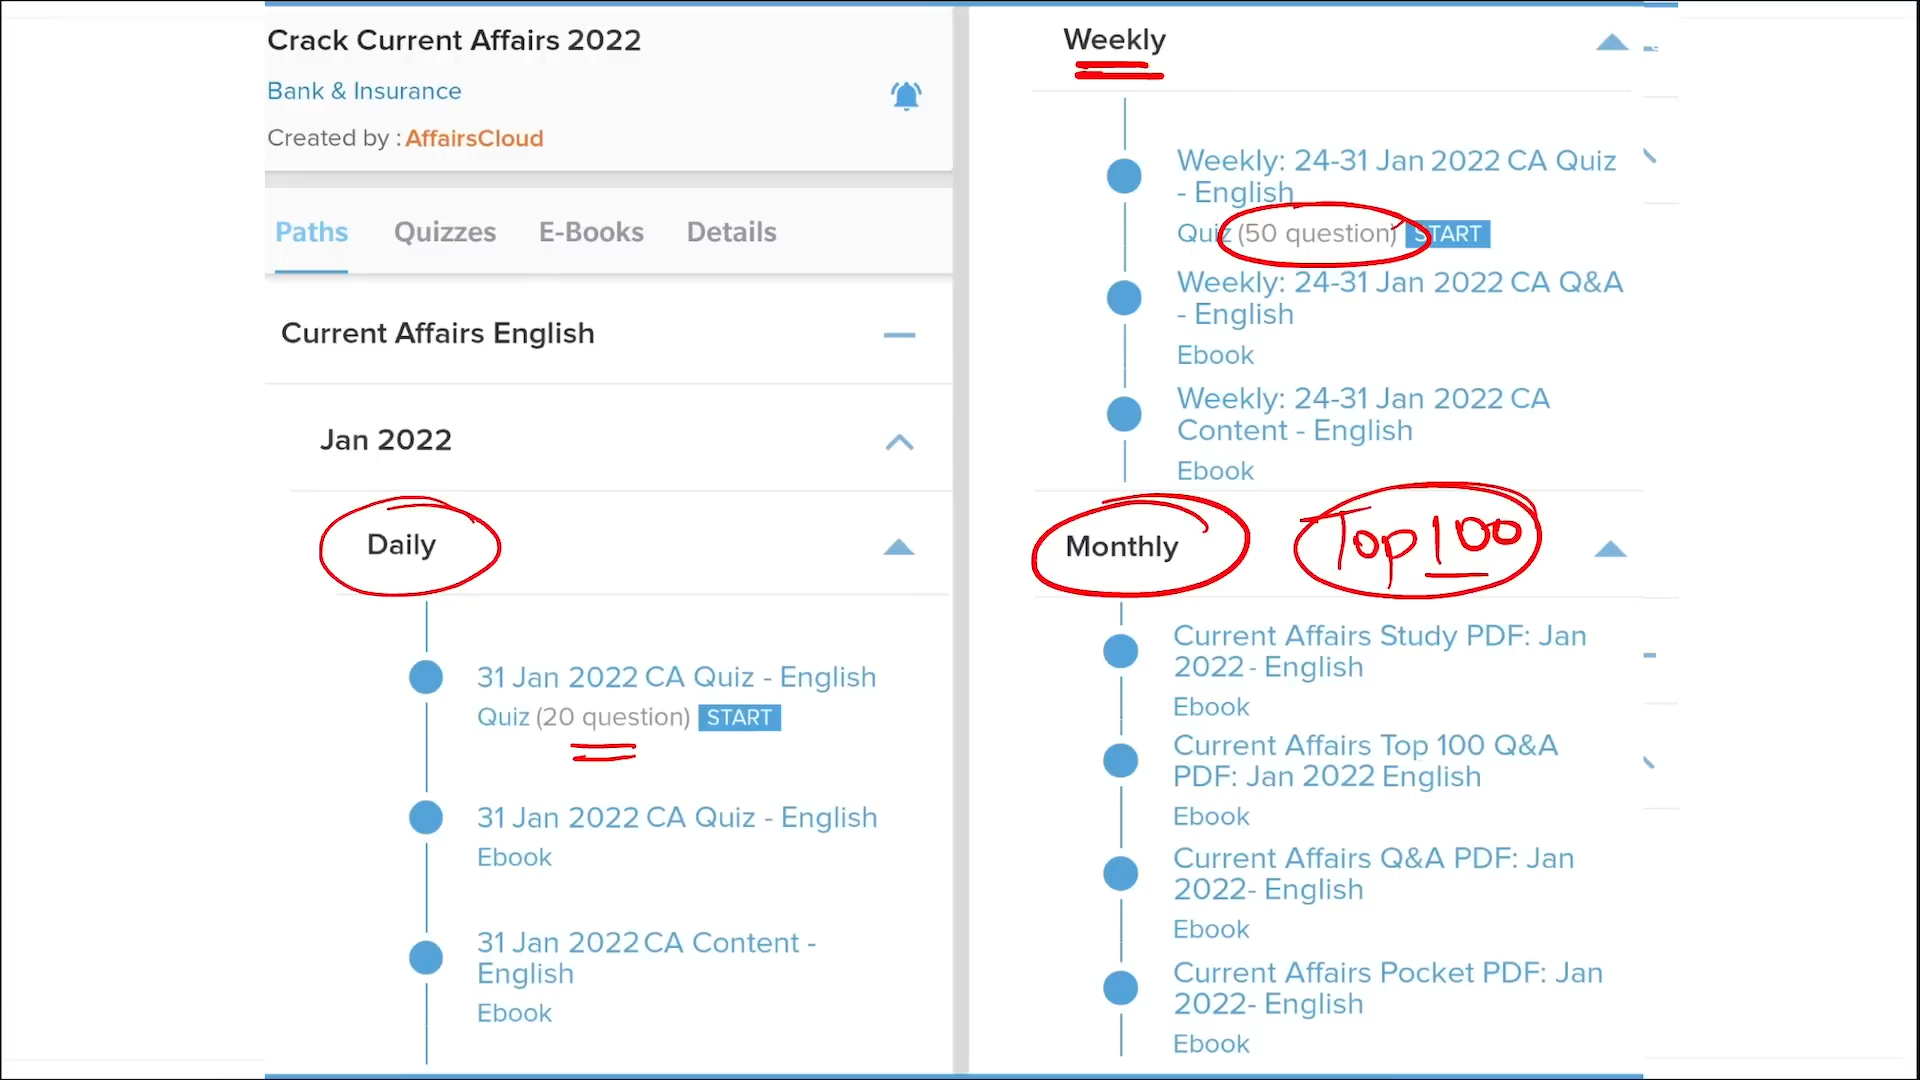 Crack Current Affairs 2022
Bank & Insurance
Created by : AffairsCloud
Paths Quizzes E-Books Details
Current Affairs English
Jan 2022
Daily
31 Jan 2022 CA Quiz - English
Quiz (20 question) START
31 Jan 2022 CA Quiz - English
Ebook
31 Jan 2022 CA Content -
English
Ebook
Weekly
Weekly: 24-31 Jan 2022 CA Quiz
- English
Quiz (50 question) START
Weekly: 24-31 Jan 2022 CA Q&A
- English
Ebook
Weekly: 24-31 Jan 2022 CA
Content - English
Ebook
Monthly Top 100
Current Affairs Study PDF: Jan
2022- English
Ebook
Current Affairs Top 100 Q&A
PDF: Jan 2022 English
Ebook
Current Affairs Q&A PDF: Jan
2022- English
Ebook
Current Affairs Pocket PDF: Jan
2022- English
Ebook